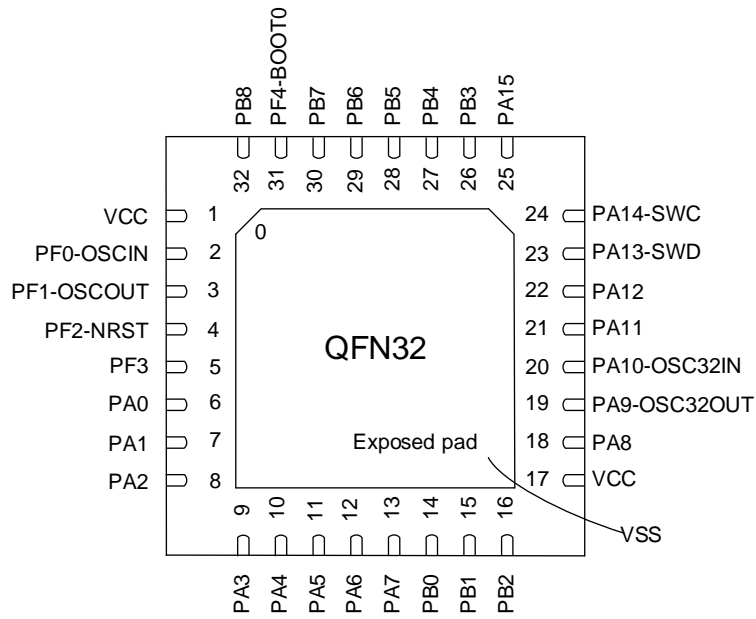 PB8
PF4-BOOT0
PB7
PB6
PB5
PB4
PB3
PA15
32
31
30
29
28
27
26
25
VCC 1
PF0-OSCIN 2
PF1-OSCOUT 3
PF2-NRST 4
PF3 5
PA0 6
PA1 7
PA2 8
0
QFN32
Exposed pad
24 PA14-SWC
23 PA13-SWD
22 PA12
21 PA11
20 PA10-OSC32IN
19 PA9-OSC32OUT
18 PA8
17 VCC
VSS
9
10
11
12
13
14
15
16
PA3
PA4
PA5
PA6
PA7
PB0
PB1
PB2